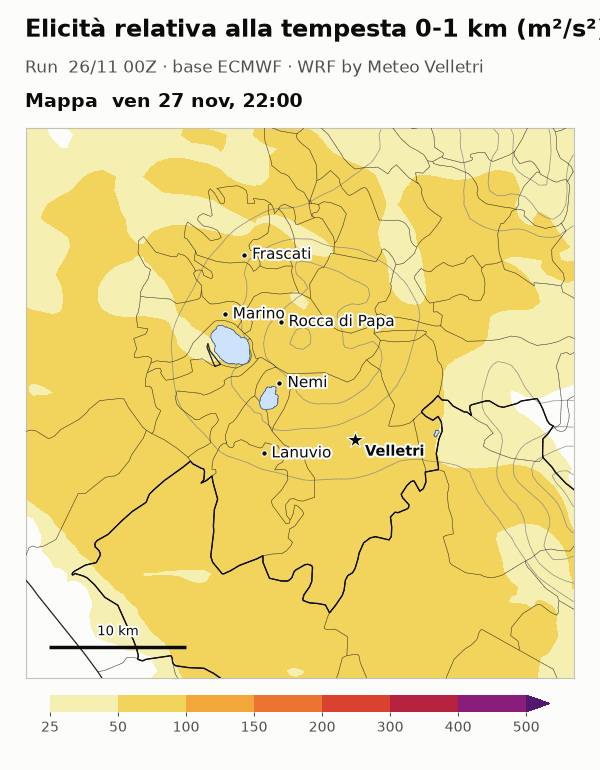 Elicità relativa alla tempesta 0-1 km (m²/s²)
Run 26/11 00Z · base ECMWF · WRF by Meteo Velletri
Mappa ven 27 nov, 22:00
Frascati
Marino
Rocca di Papa
Nemi
Velletri
Lanuvio
10 km
25 50 100 150 200 300 400 500